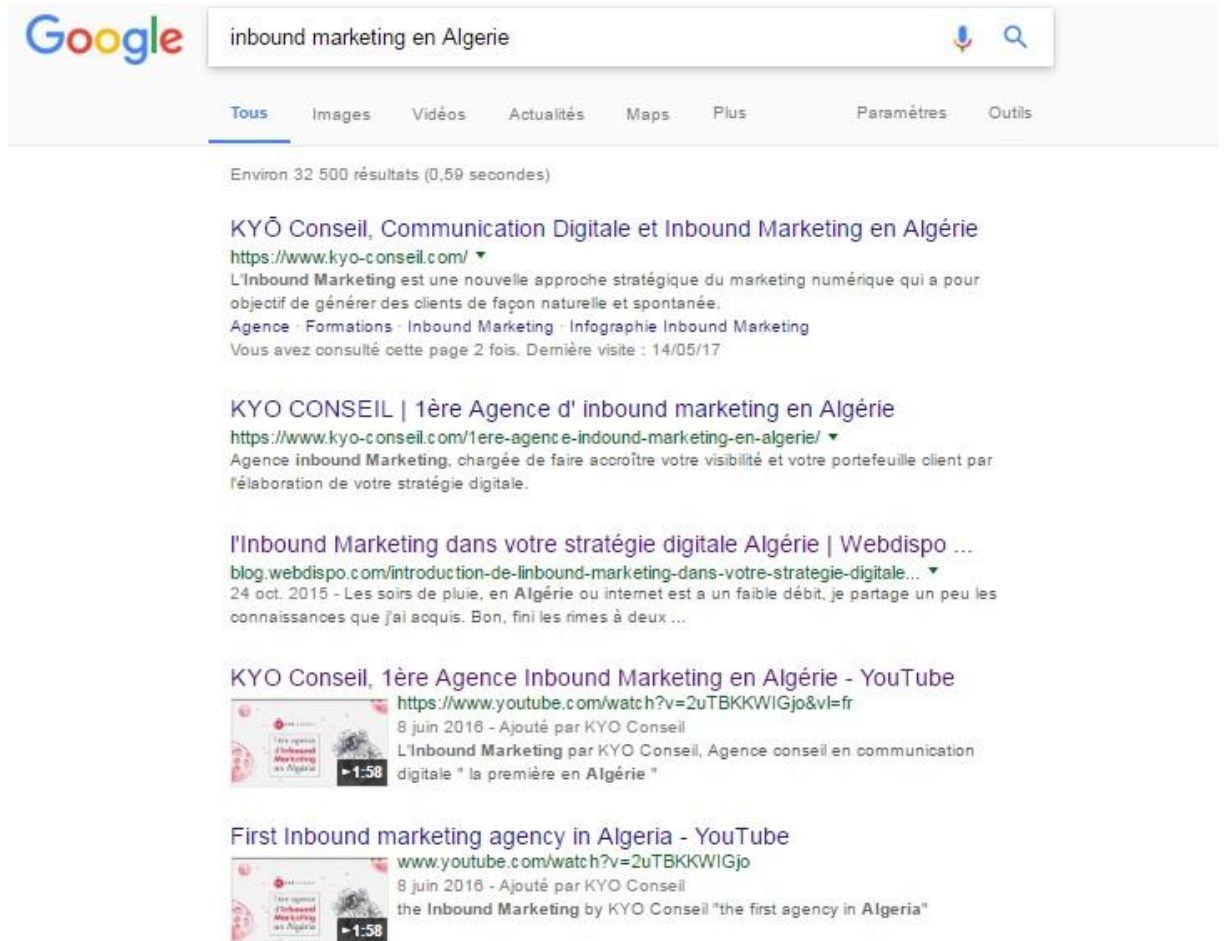 Google
inbound marketing en Algerie
Tous Images Vidéos Actualités Maps Plus Paramètres Outils
Environ 32 500 résultats (0,59 secondes)
KYŌ Conseil, Communication Digitale et Inbound Marketing en Algérie
https://www.kyo-conseil.com/ ▼
L'Inbound Marketing est une nouvelle approche stratégique du marketing numérique qui a pour
objectif de générer des clients de façon naturelle et spontanée.
Agence · Formations · Inbound Marketing · Infographie Inbound Marketing
Vous avez consulté cette page 2 fois. Dernière visite : 14/05/17
KYO CONSEIL | 1ère Agence d' inbound marketing en Algérie
https://www.kyo-conseil.com/1ere-agence-indound-marketing-en-algerie/ ▼
Agence inbound Marketing, chargée de faire accroître votre visibilité et votre portefeuille client par
l'élaboration de votre stratégie digitale.
l'Inbound Marketing dans votre stratégie digitale Algérie | Webdispo ...
blog.webdispo.com/introduction-de-linbound-marketing-dans-votre-strategie-digitale... ▼
24 oct. 2015 - Les soirs de pluie, en Algérie ou internet est a un faible débit, je partage un peu les
connaissances que j'ai acquis. Bon, fini les rimes à deux ...
KYO Conseil, 1ère Agence Inbound Marketing en Algérie - YouTube
https://www.youtube.com/watch?v=2uTBKKWIGjo&vl=fr
8 juin 2016 - Ajouté par KYO Conseil
L'Inbound Marketing par KYO Conseil, Agence conseil en communication
digitale " la première en Algérie "
1ère agence
d'Inbound
Marketing
en Algérie
1:58
First Inbound marketing agency in Algeria - YouTube
www.youtube.com/watch?v=2uTBKKWIGjo
8 juin 2016 - Ajouté par KYO Conseil
the Inbound Marketing by KYO Conseil "the first agency in Algeria"
1ère agence
d'Inbound
Marketing
en Algérie
1:58